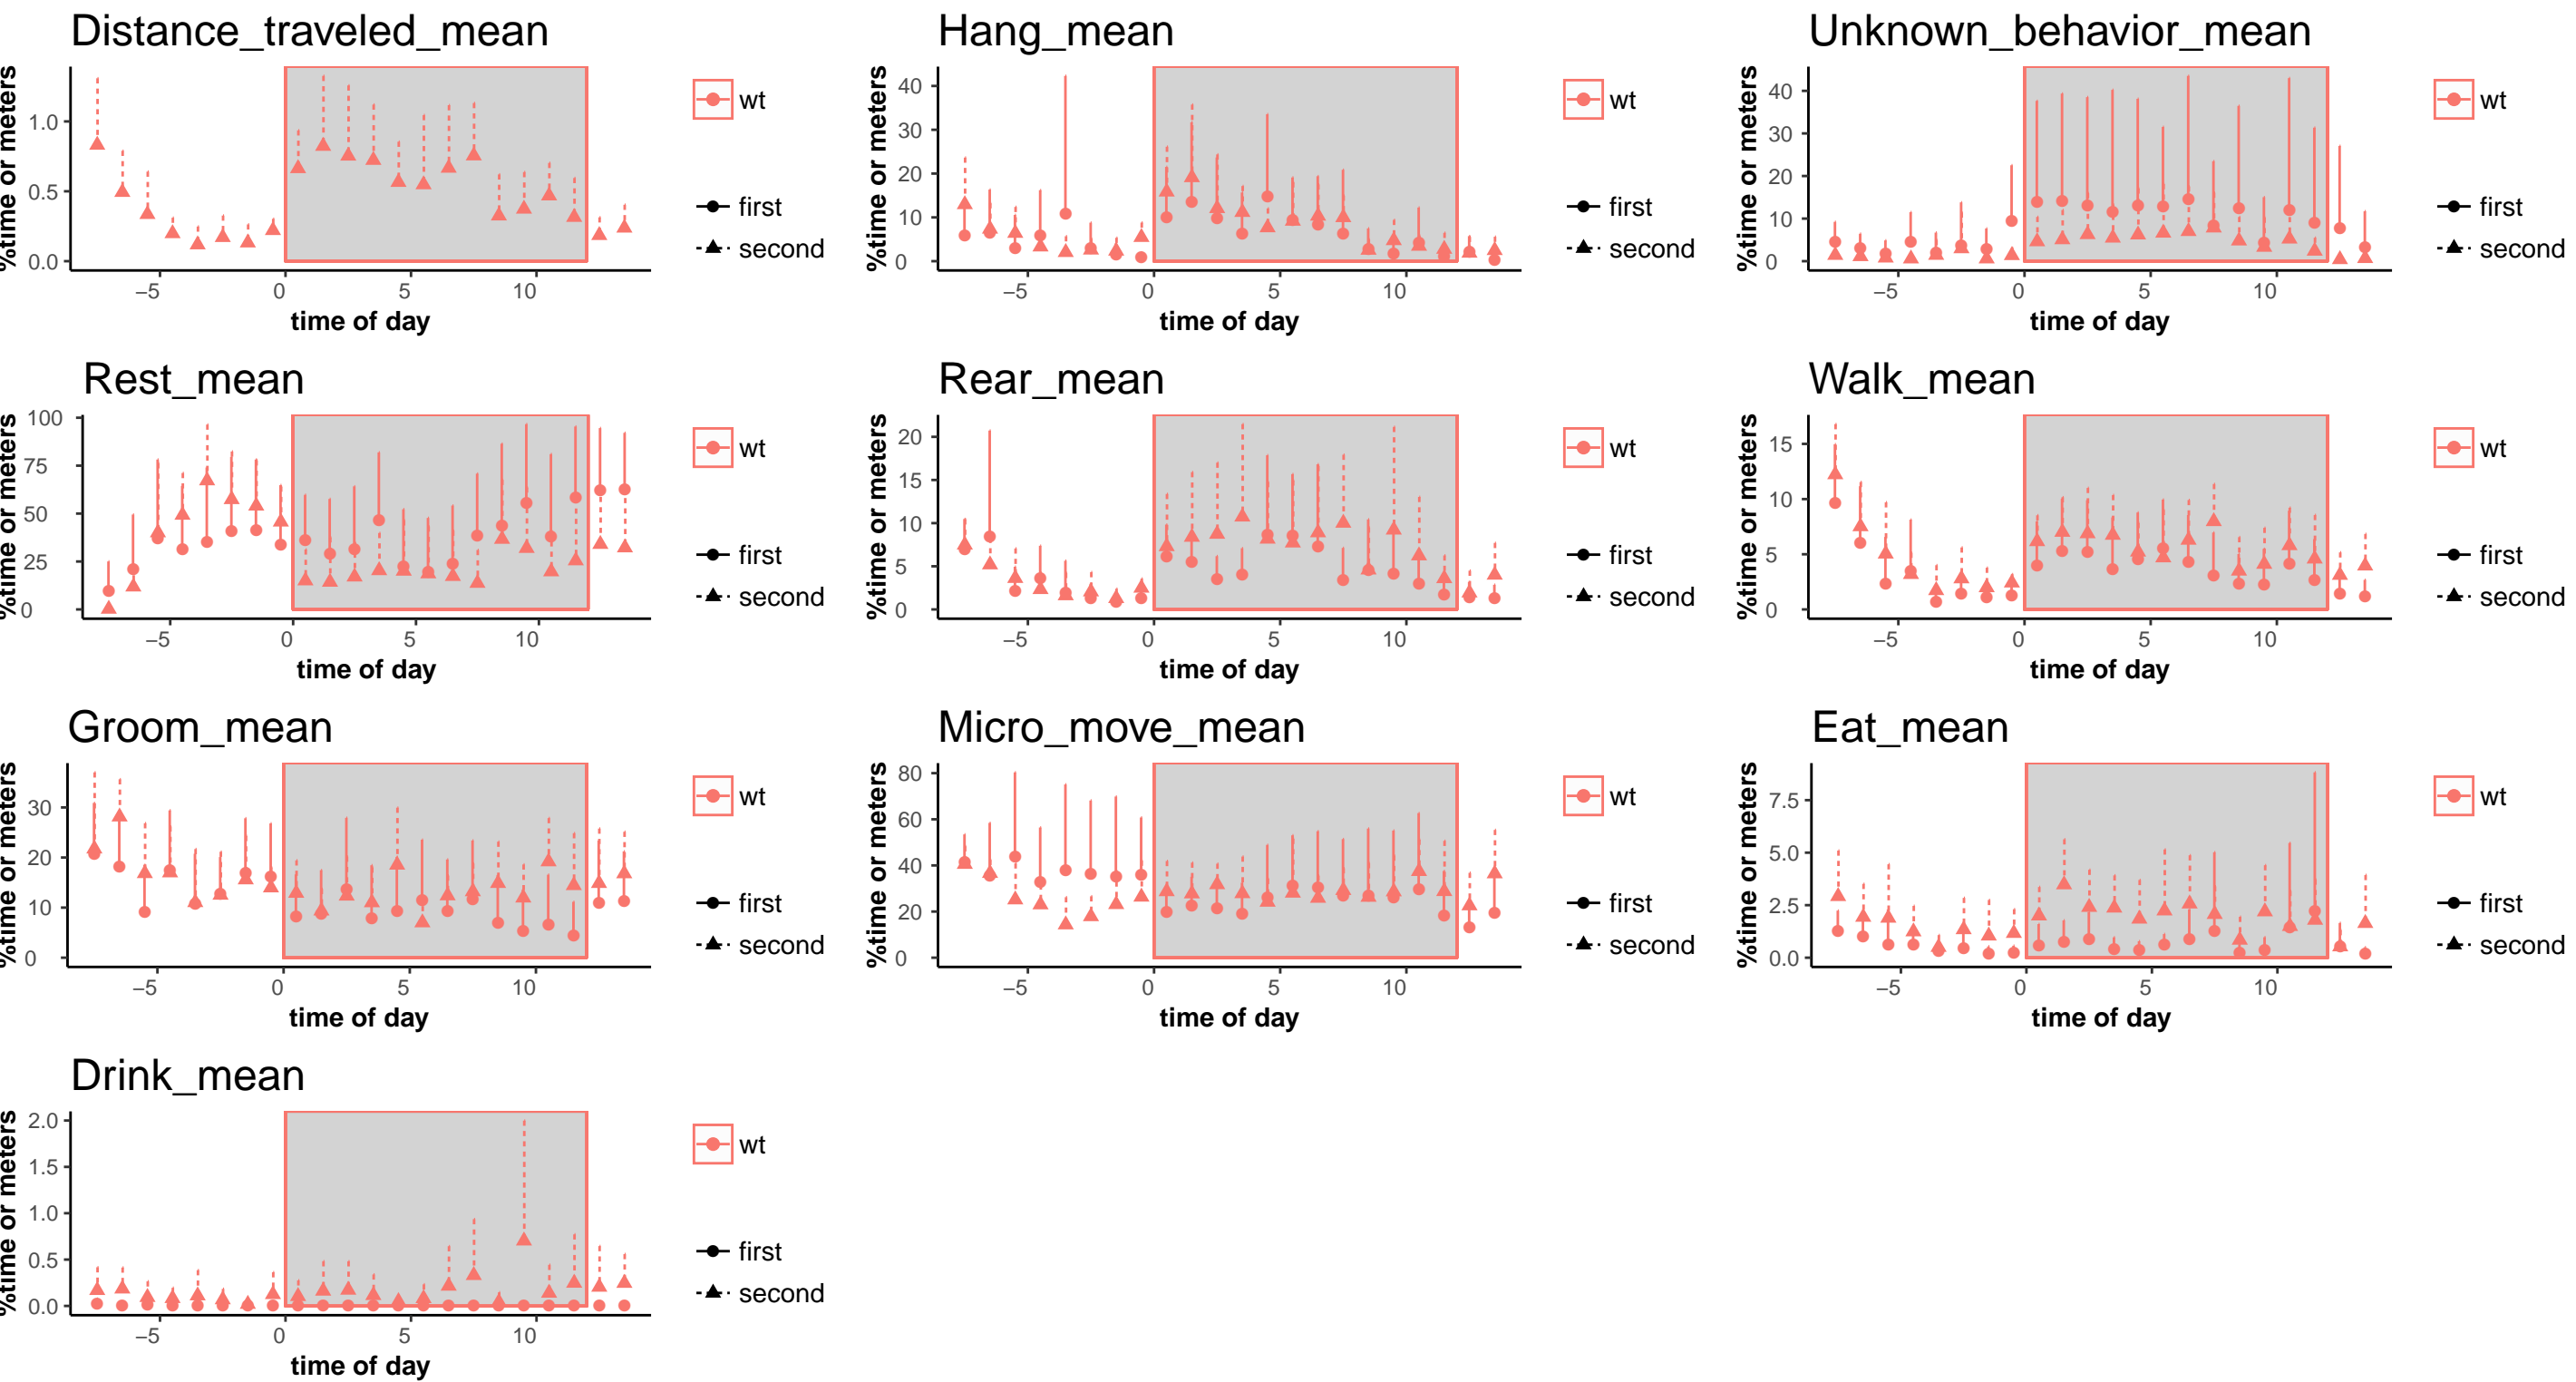 Distance_traveled_mean
%time or meters
1.0
0.5
0.0
−5
0
5
10
time of day
wt
first
second
Hang_mean
%time or meters
40
30
20
10
0
−5
0
5
10
time of day
wt
first
second
Unknown_behavior_mean
%time or meters
40
30
20
10
0
−5
0
5
10
time of day
wt
first
second
Rest_mean
%time or meters
100
75
50
25
0
−5
0
5
10
time of day
wt
first
second
Rear_mean
%time or meters
20
15
10
5
0
−5
0
5
10
time of day
wt
first
second
Walk_mean
%time or meters
15
10
5
0
−5
0
5
10
time of day
wt
first
second
Groom_mean
%time or meters
30
20
10
0
−5
0
5
10
time of day
wt
first
second
Micro_move_mean
%time or meters
80
60
40
20
0
−5
0
5
10
time of day
wt
first
second
Eat_mean
%time or meters
7.5
5.0
2.5
0.0
−5
0
5
10
time of day
wt
first
second
Drink_mean
%time or meters
2.0
1.5
1.0
0.5
0.0
−5
0
5
10
time of day
wt
first
second